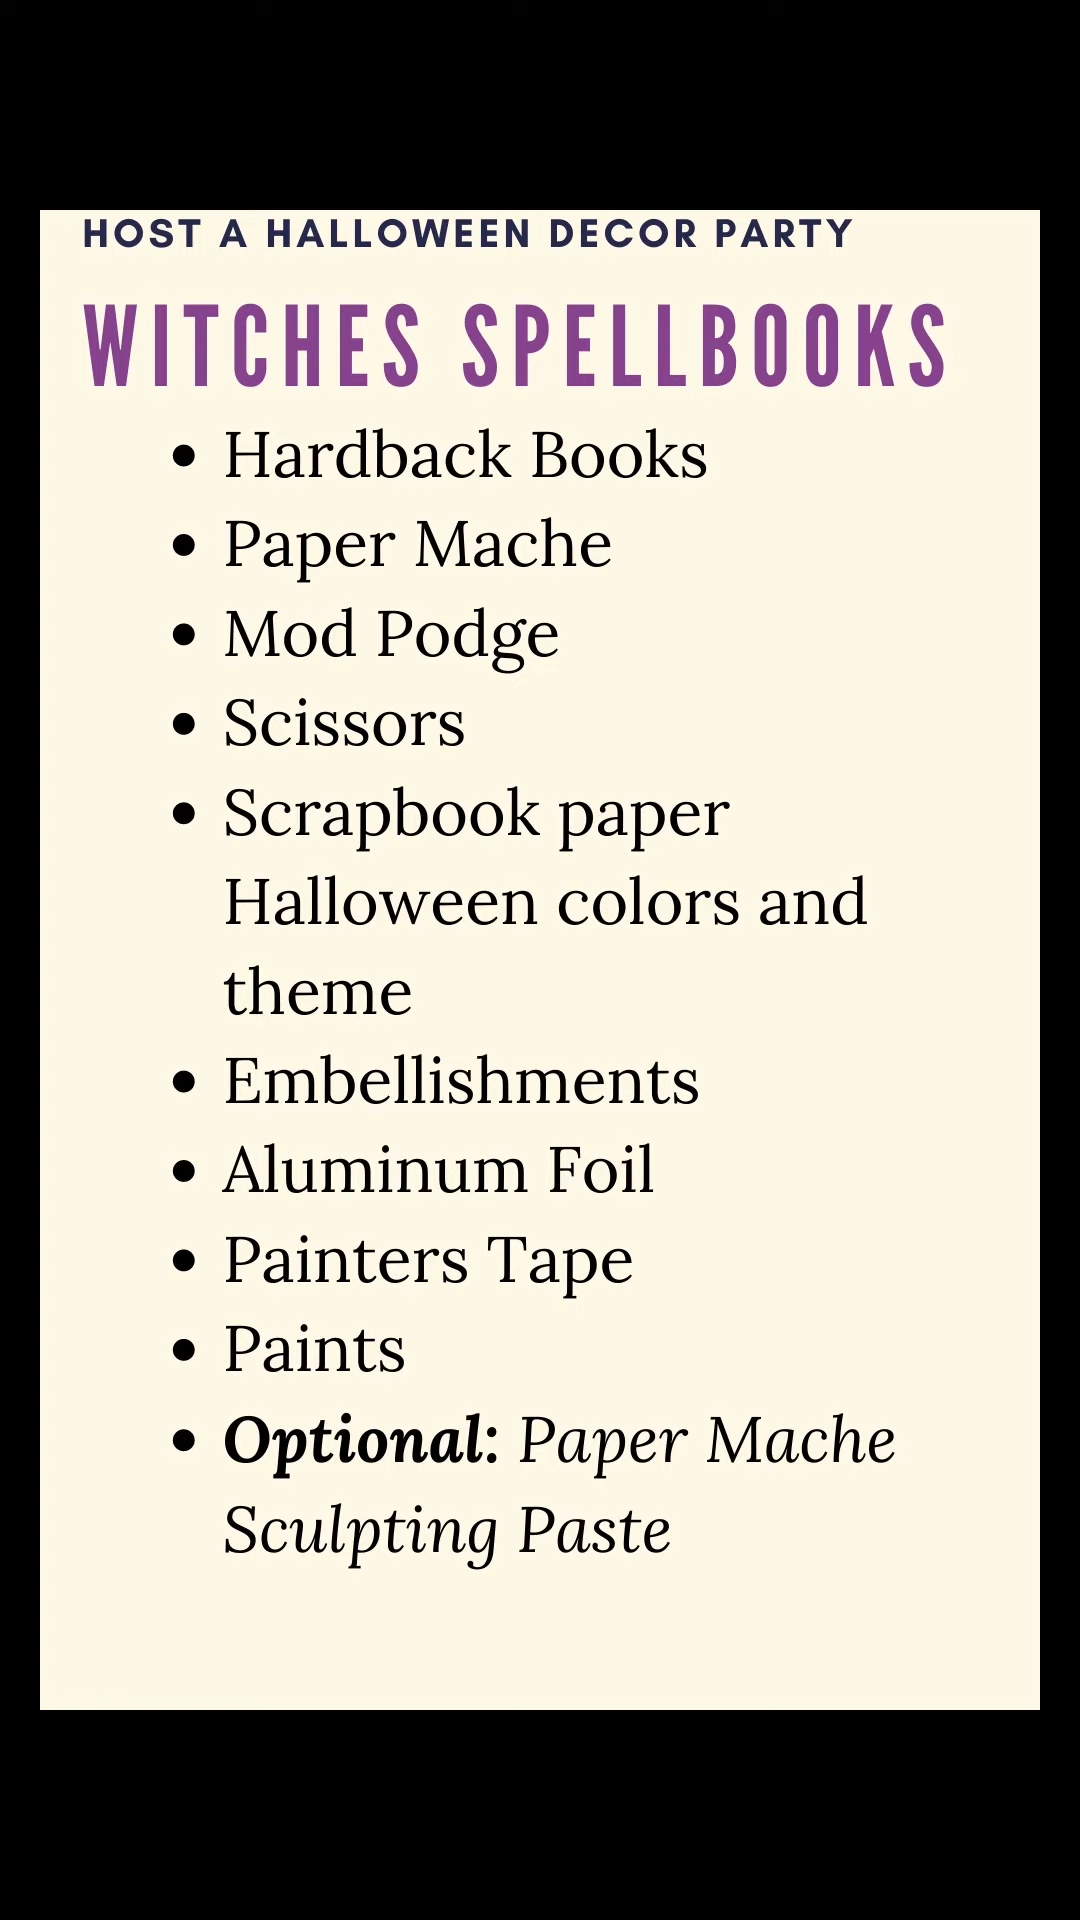 HOST A HALLOWEEN DECOR PARTY
WITCHES SPELLBOOKS
• Hardback Books
• Paper Mache
• Mod Podge
• Scissors
• Scrapbook paper
Halloween colors and
theme
• Embellishments
• Aluminum Foil
• Painters Tape
• Paints
• Optional: Paper Mache
Sculpting Paste